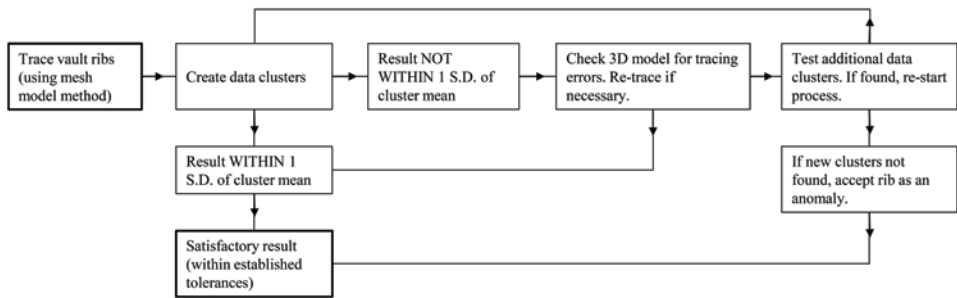 Trace vault ribs
(using mesh
model method)
Create data clusters
Result NOT
WITHIN 1 S.D. of
cluster mean
Check 3D model for tracing
errors. Re-trace if
necessary.
Test additional data
clusters. If found, re-start
process.
Result WITHIN 1
S.D. of cluster mean
If new clusters not
found, accept rib as an
anomaly.
Satisfactory result
(within established
tolerances)